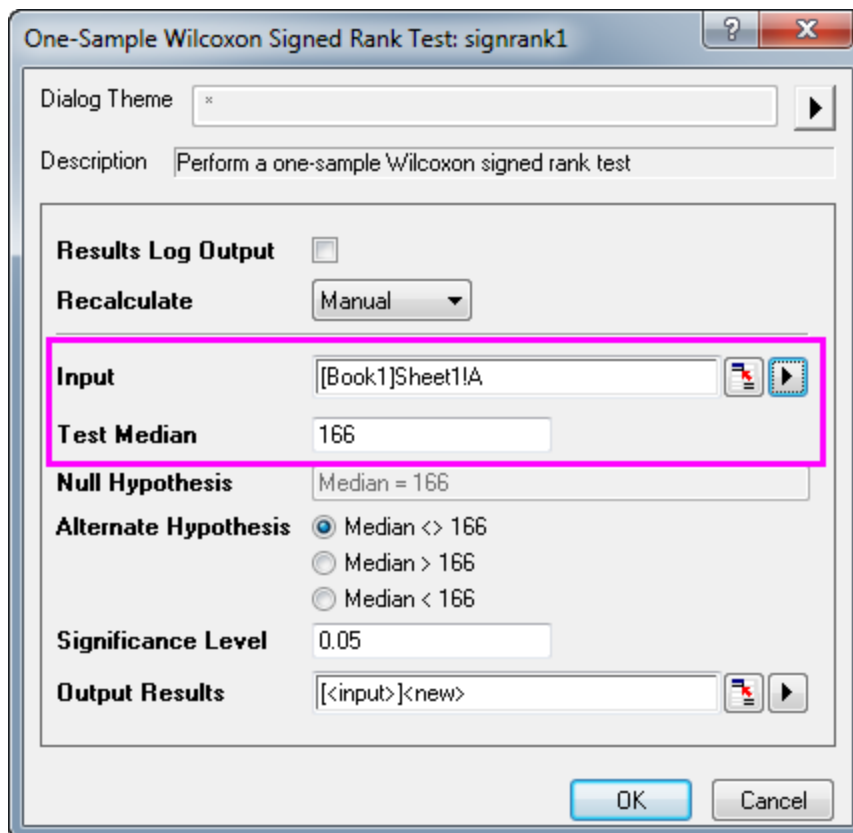 One-Sample Wilcoxon Signed Rank Test: signrank1
Dialog Theme *
Description Perform a one-sample Wilcoxon signed rank test
Results Log Output
Recalculate Manual
Input [Book1]Sheet1!A
Test Median 166
Null Hypothesis Median = 166
Alternate Hypothesis Median <> 166
Median > 166
Median < 166
Significance Level 0.05
Output Results [<input>]<new>
OK Cancel